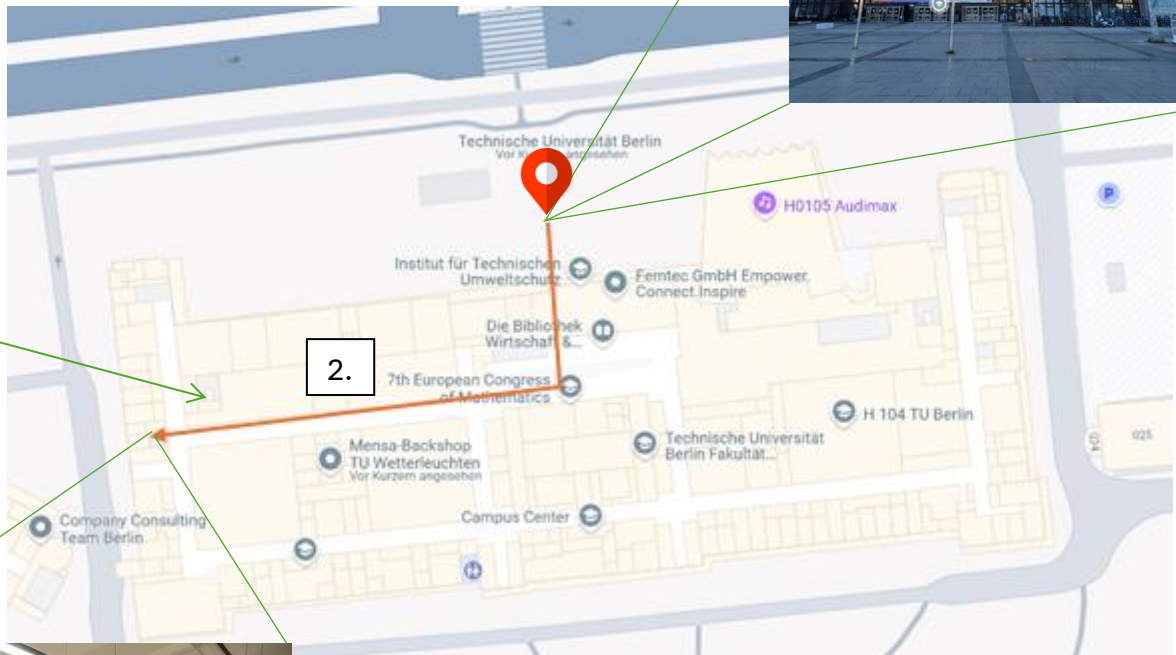 Technische Universität Berlin
Vor Kurzem angesehen
H0105 Audimax
P
Institut für Technischen
Umweltschutz
Femtec GmbH Empower.
Connect.Inspire
Die Bibliothek
Wirtschaft &...
2.
7th European Congress
of Mathematics
H 104 TU Berlin
Mensa-Backshop
TU Wetterleuchten
Vor Kurzem angesehen
Technische Universität
Berlin Fakultät...
025
Campus Center
Company Consulting
Team Berlin